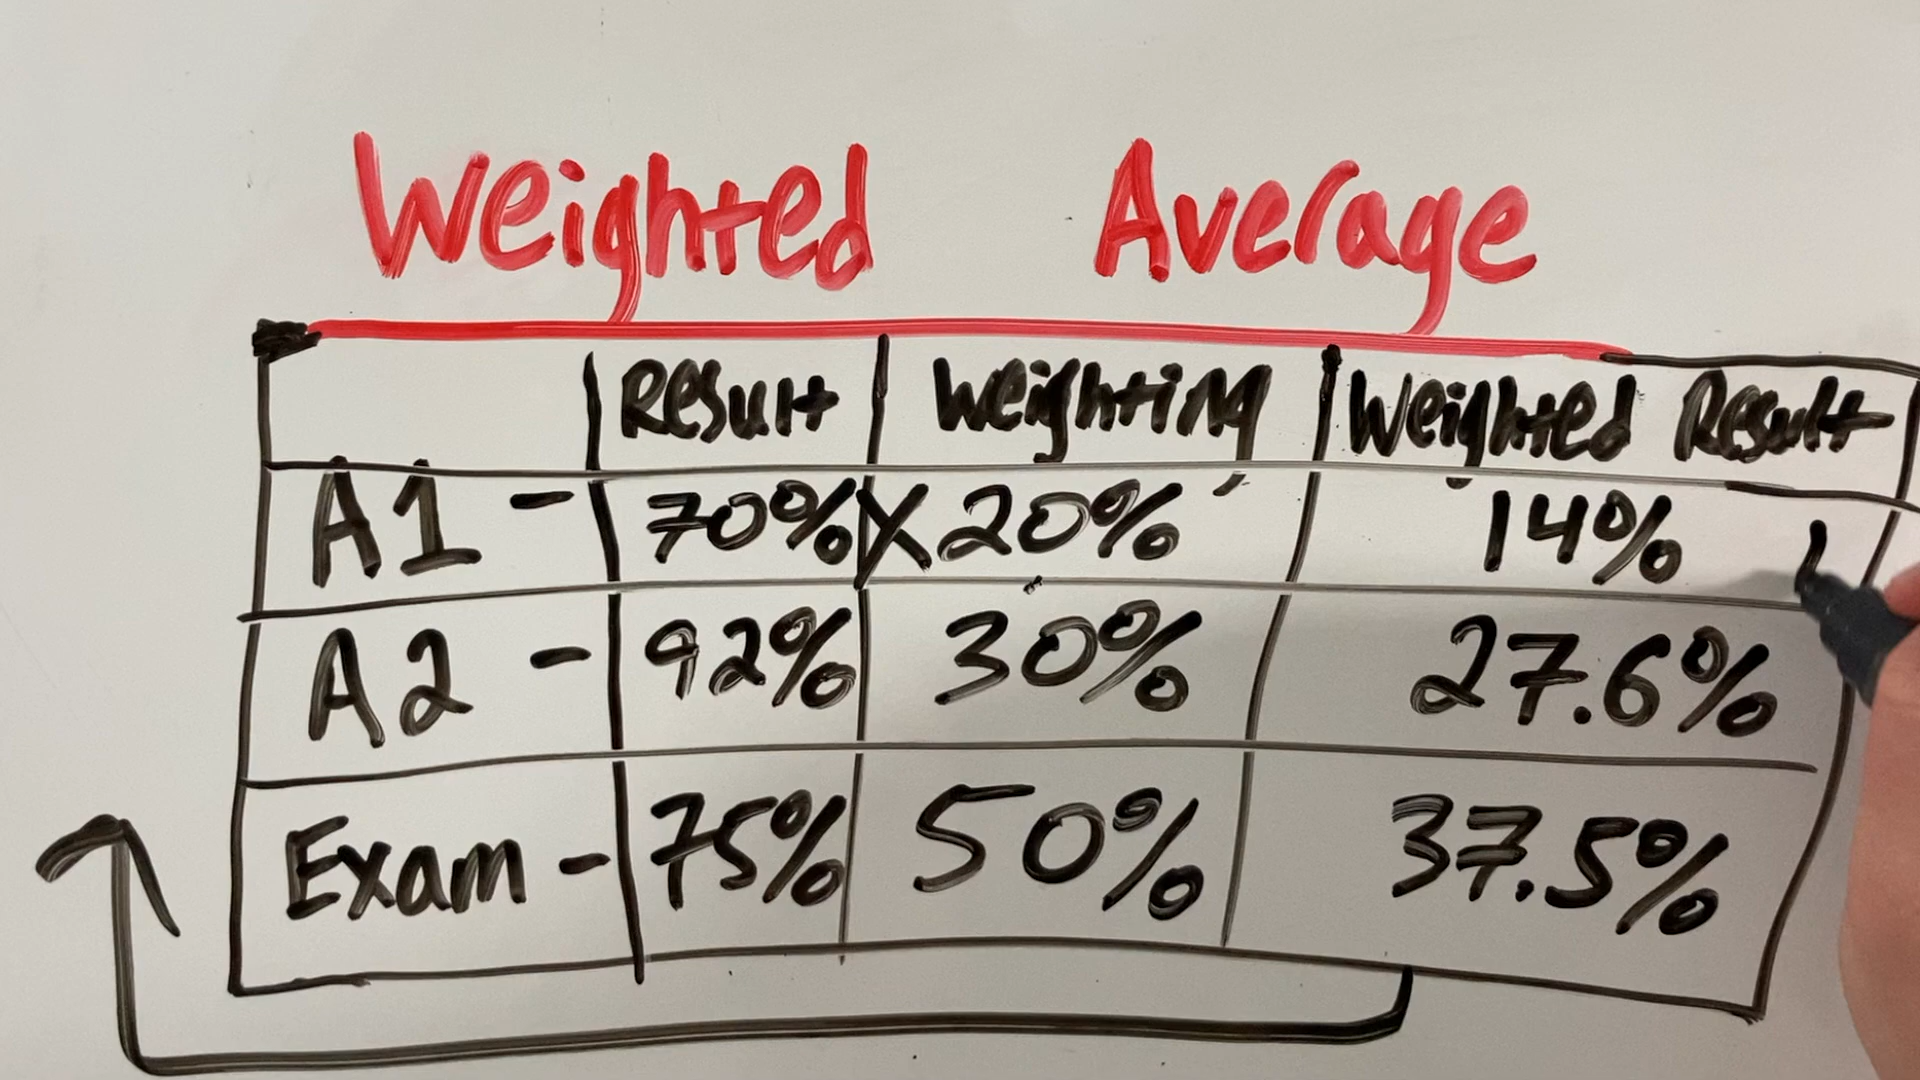 Weighted Average
Result Weighting Weighted Result
A1 - 70% X 20% 14%
A2 - 92% 30% 27.6%
Exam - 75% 50% 37.5%